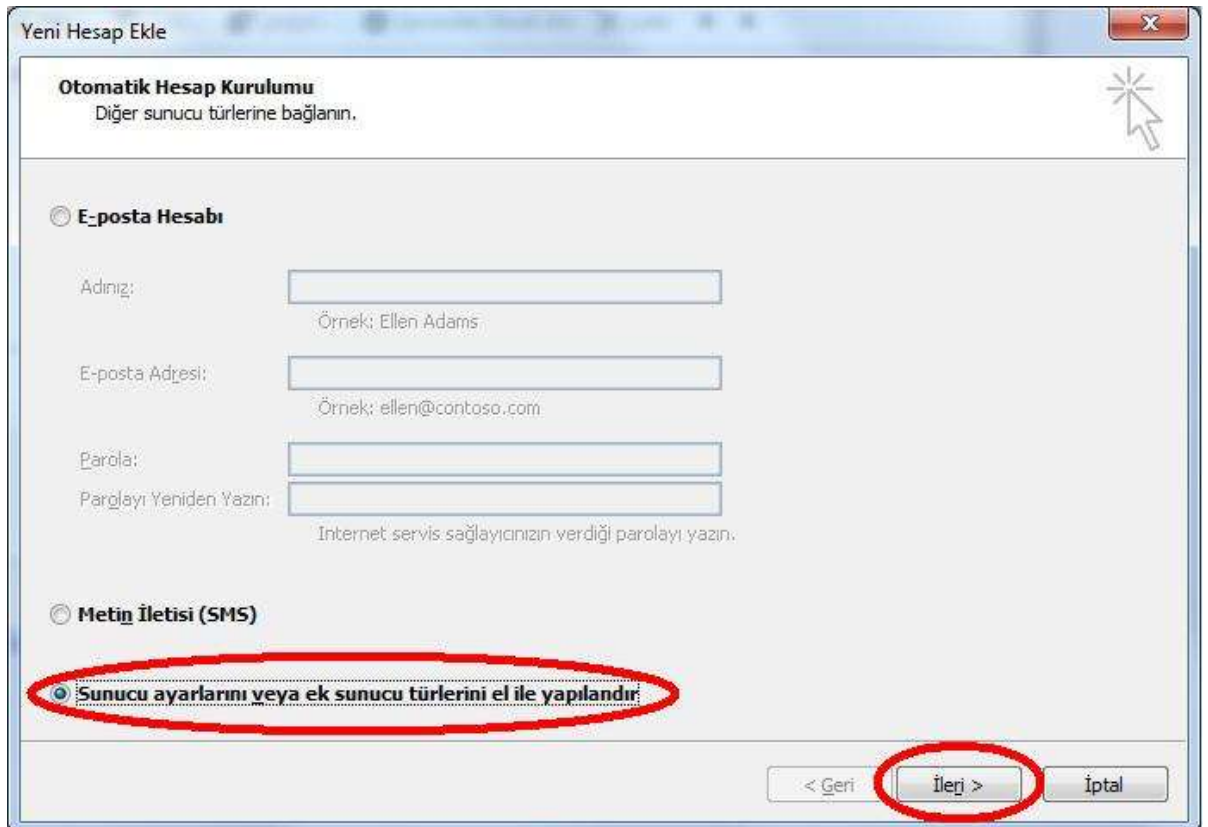 Yeni Hesap Ekle
Otomatik Hesap Kurulumu
Diğer sunucu türlerine bağlanın.
E-posta Hesabı
Adınız:
Örnek: Ellen Adams
E-posta Adresi:
Örnek: ellen@contoso.com
Parola:
Parolayı Yeniden Yazın:
Internet servis sağlayıcınızın verdiği parolayı yazın.
Metin İletisi (SMS)
Sunucu ayarlarını veya ek sunucu türlerini el ile yapılandır
< Geri İleri > İptal